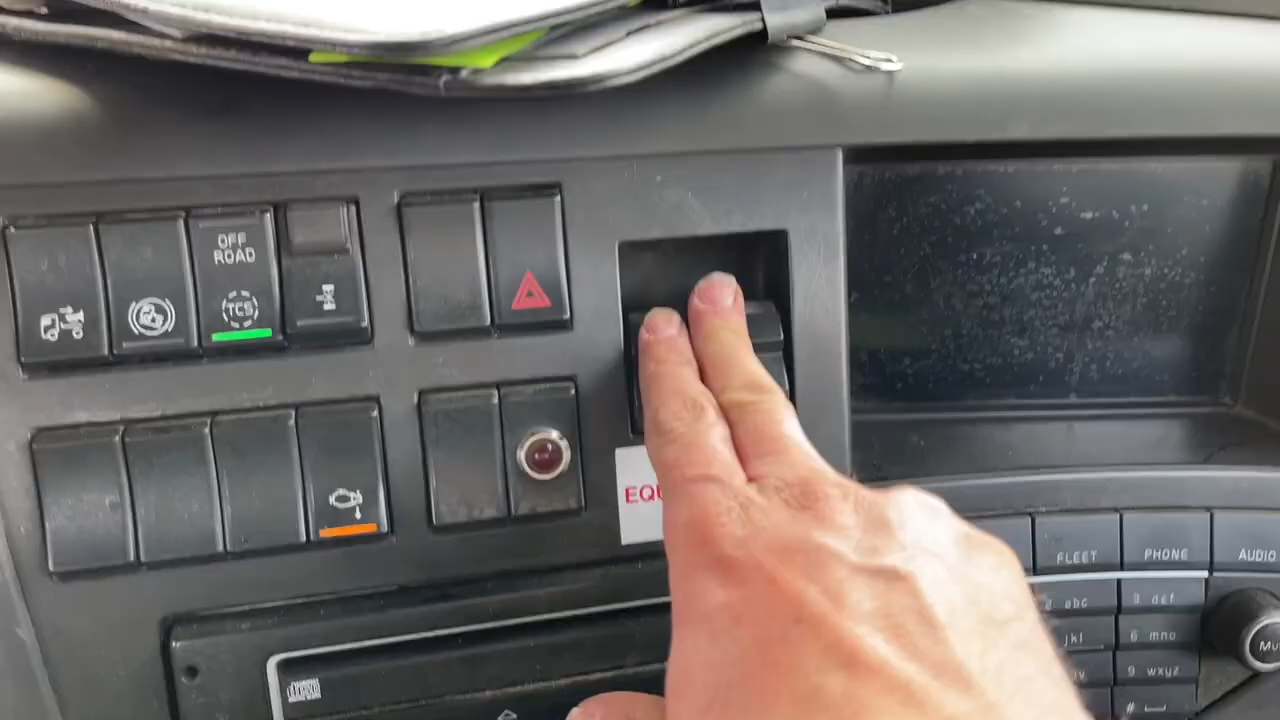 OFF
ROAD
TCS
EQU
FLEET
PHONE
AUDIO
2 abc
3 def
jkl
6 mno
9 wxyz
#